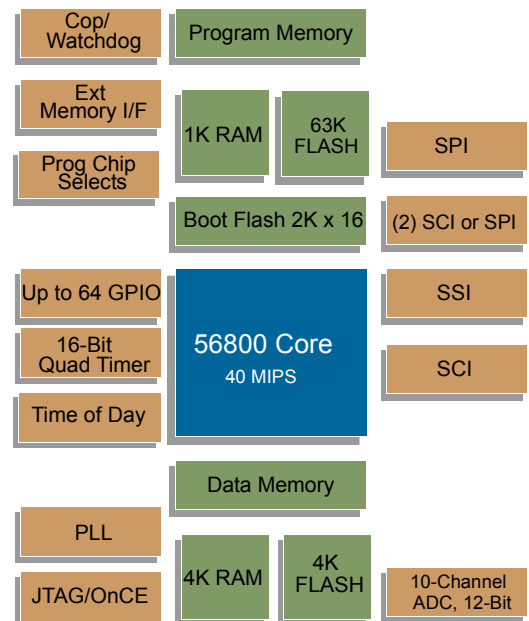 Cop/
Watchdog
Program Memory
Ext
Memory I/F
1K RAM
63K
FLASH
SPI
Prog Chip
Selects
Boot Flash 2K x 16
(2) SCI or SPI
Up to 64 GPIO
56800 Core
40 MIPS
SSI
16-Bit
Quad Timer
SCI
Time of Day
Data Memory
PLL
4K RAM
4K
FLASH
JTAG/OnCE
10-Channel
ADC, 12-Bit